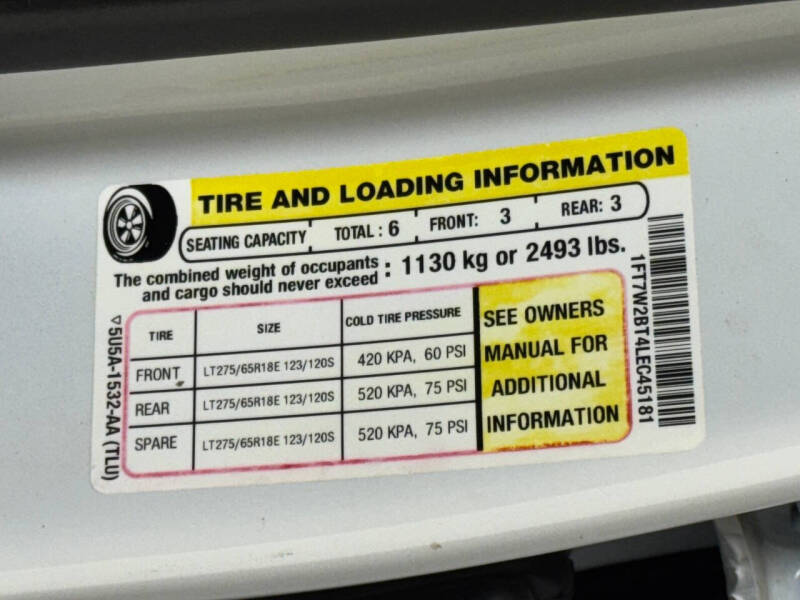 TIRE AND LOADING INFORMATION
SEATING CAPACITY TOTAL : 6 FRONT: 3 REAR: 3
The combined weight of occupants
and cargo should never exceed : 1130 kg or 2493 lbs.
TIRE SIZE COLD TIRE PRESSURE
FRONT LT275/65R18E 123/120S 420 KPA, 60 PSI
REAR LT275/65R18E 123/120S 520 KPA, 75 PSI
SPARE LT275/65R18E 123/120S 520 KPA, 75 PSI
SEE OWNERS
MANUAL FOR
ADDITIONAL
INFORMATION
5U5A-1532-AA (TLU)
1FT7W2BT4LEC45181